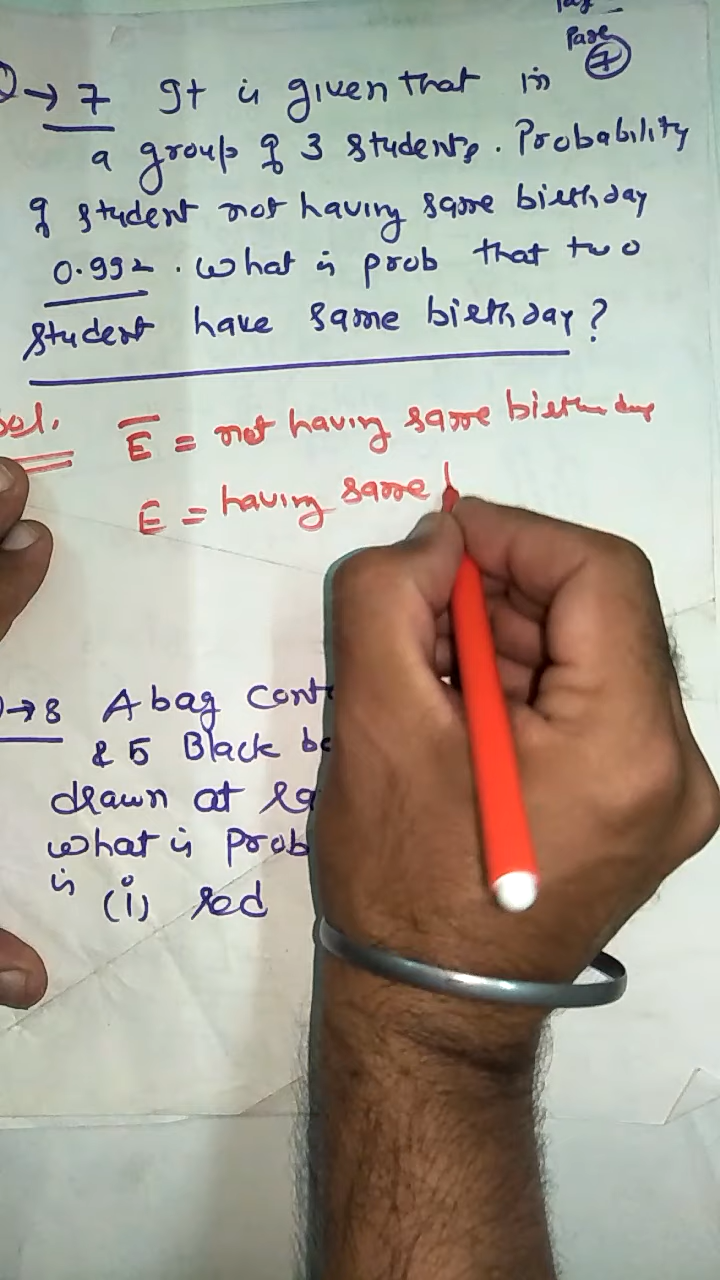 Page
7
→ 7 It is given that in
a group of 3 students. Probability
of student not having same birthday
0.992 . What is prob that two
student have same birthday?
Sol. E̅ = not having same birthday
E = having same
→ 8 A bag
& 5 Black
drawn at
what is Prob
is (i) red